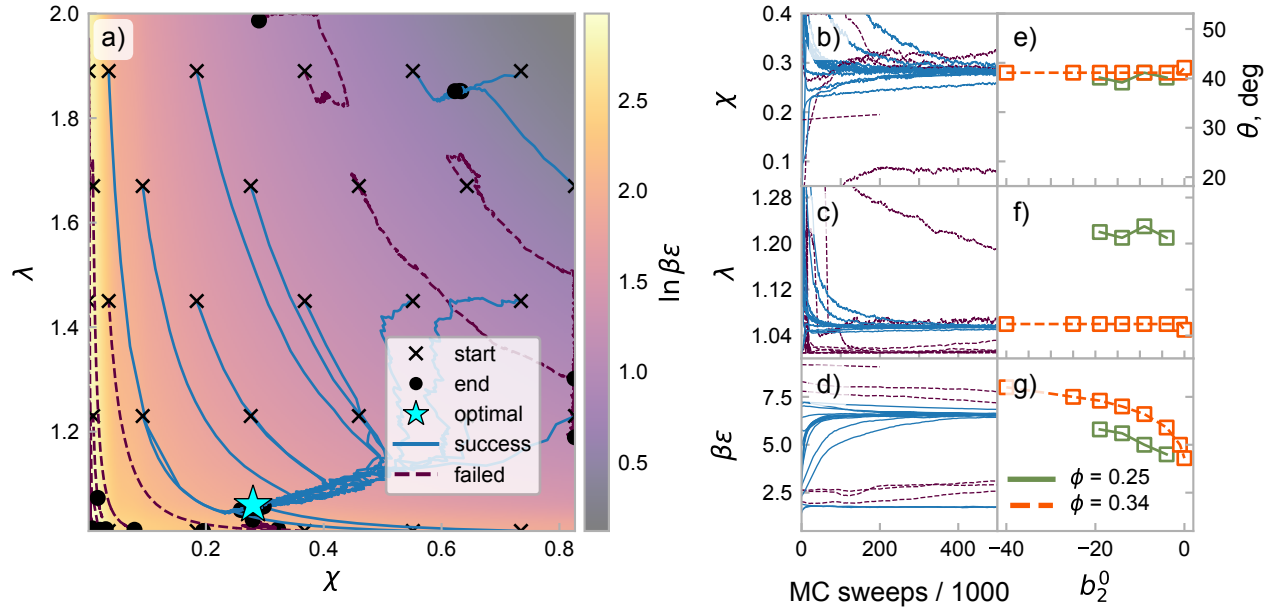 a)
2.0
1.8
1.6
1.4
1.2
λ
0.2
0.4
0.6
0.8
χ
start
end
optimal
success
failed
2.5
2.0
1.5
1.0
0.5
ln βε
b)
0.4
0.3
0.2
0.1
χ
e)
50
40
30
20
θ, deg
c)
1.28
1.20
1.12
1.04
λ
f)
d)
7.5
5.0
2.5
βε
0
200
400
MC sweeps / 1000
g)
ϕ = 0.25
ϕ = 0.34
−40
−20
0
b₂⁰